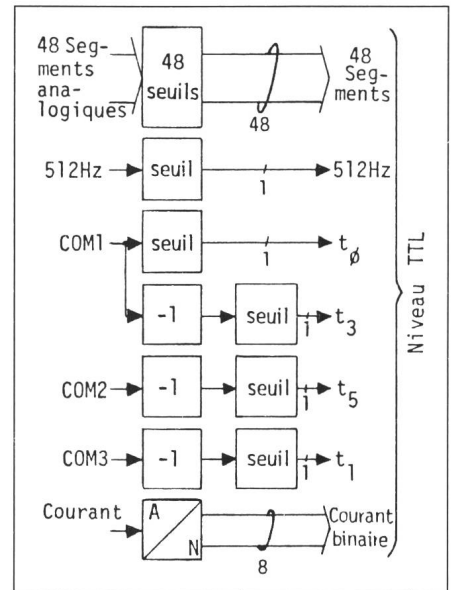 48 Seg-
ments
ana-
logiques
48
seuils
48
48
Seg-
ments
512Hz
seuil
1
512Hz
COM1
seuil
1
tø
-1
seuil
1
t3
COM2
-1
seuil
1
t5
COM3
-1
seuil
1
t1
Courant
A
N
8
Courant
binaire
Niveau TTL